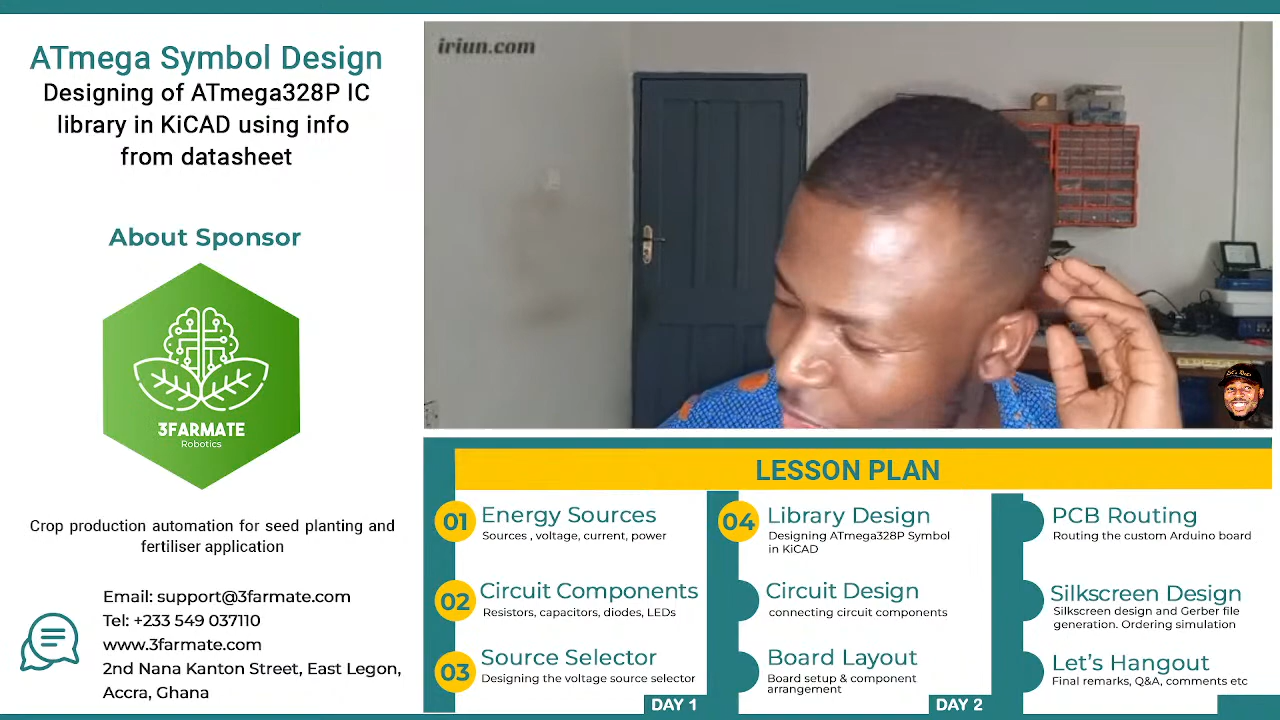 ATmega Symbol Design
Designing of ATmega328P IC
library in KiCAD using info
from datasheet
About Sponsor
3FARMATE
Robotics
Crop production automation for seed planting and
fertiliser application
Email: support@3farmate.com
Tel: +233 549 037110
www.3farmate.com
2nd Nana Kanton Street, East Legon,
Accra, Ghana
iriun.com
LESSON PLAN
01
Energy Sources
Sources , voltage, current, power
02
Circuit Components
Resistors, capacitors, diodes, LEDs
03
Source Selector
Designing the voltage source selector
DAY 1
04
Library Design
Designing ATmega328P Symbol
in KiCAD
Circuit Design
connecting circuit components
Board Layout
Board setup & component
arrangement
DAY 2
PCB Routing
Routing the custom Arduino board
Silkscreen Design
Silkscreen design and Gerber file
generation. Ordering simulation
Let's Hangout
Final remarks, Q&A, comments etc